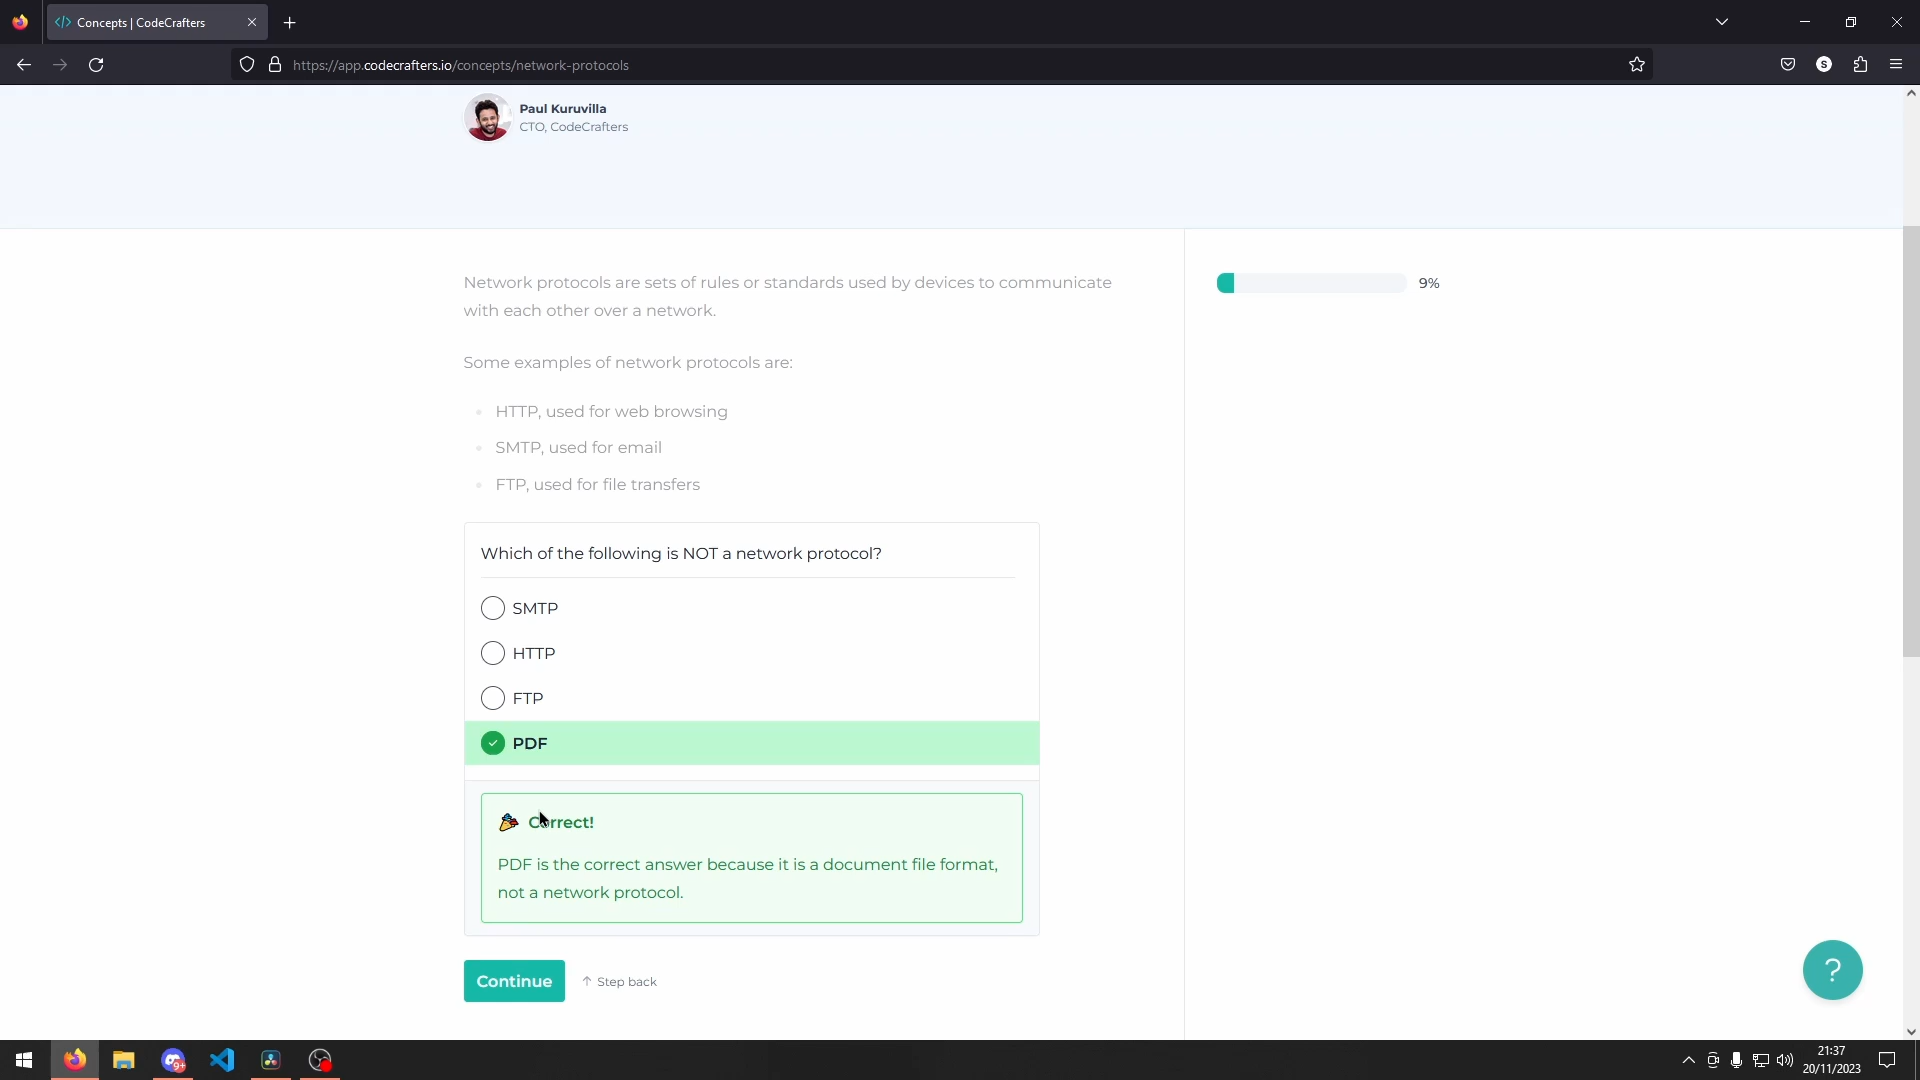 Concepts | CodeCrafters
https://app.codecrafters.io/concepts/network-protocols
S
Paul Kuruvilla
CTO, CodeCrafters
Network protocols are sets of rules or standards used by devices to communicate
with each other over a network.
9%
Some examples of network protocols are:
HTTP, used for web browsing
SMTP, used for email
FTP, used for file transfers
Which of the following is NOT a network protocol?
SMTP
HTTP
FTP
PDF
Correct!
PDF is the correct answer because it is a document file format,
not a network protocol.
Continue
↑ Step back
?
9+
21:37
20/11/2023